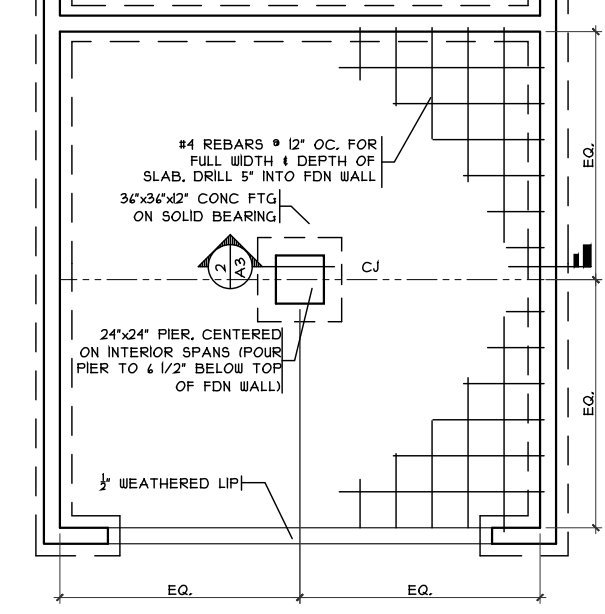 #4 REBARS @ 12" OC. FOR
FULL WIDTH & DEPTH OF
SLAB. DRILL 5" INTO FDN WALL
EQ.
36"x36"x12" CONC FTG
ON SOLID BEARING
2
A3
CJ
24"x24" PIER. CENTERED
ON INTERIOR SPANS (POUR
PIER TO 6 1/2" BELOW TOP
OF FDN WALL)
EQ.
1/2" WEATHERED LIP
EQ.
EQ.